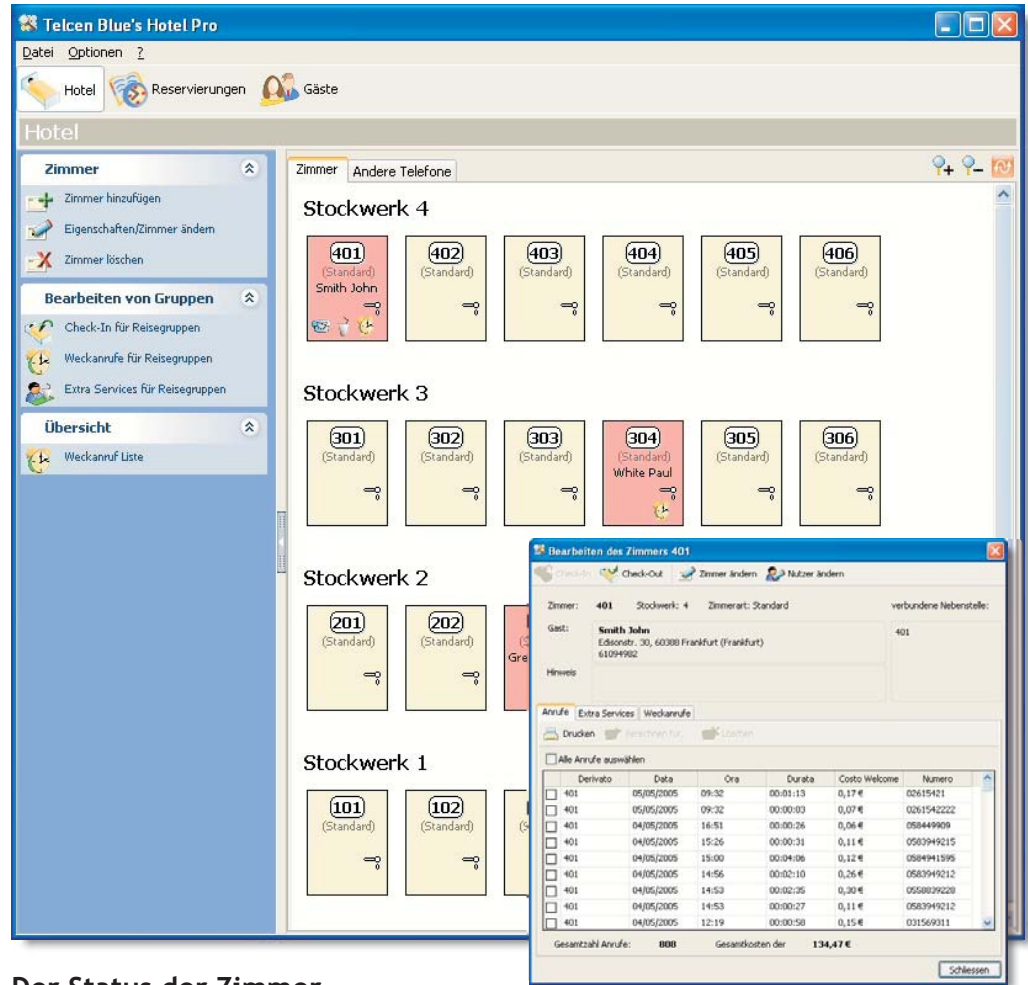 Telcen Blue's Hotel Pro
Datei Optionen ?
Hotel Reservierungen Gäste
Hotel
Zimmer
Zimmer hinzufügen
Eigenschaften/Zimmer ändern
Zimmer löschen
Bearbeiten von Gruppen
Check-In für Reisegruppen
Weckanrufe für Reisegruppen
Extra Services für Reisegruppen
Übersicht
Weckanruf Liste
Zimmer Andere Telefone
Stockwerk 4
401 402 403 404 405 406
(Standard) (Standard) (Standard) (Standard) (Standard) (Standard)
Smith John
Stockwerk 3
301 302 303 304 305 306
(Standard) (Standard) (Standard) (Standard) (Standard) (Standard)
White Paul
Stockwerk 2
201 202
(Standard) (Standard) (S
Gre
Stockwerk 1
101 102
(Standard) (Standard) (S
Bearbeiten des Zimmers 401
Check-In Check-Out Zimmer ändern Nutzer ändern
Zimmer: 401 Stockwerk: 4 Zimmerart: Standard verbundene Nebenstelle:
Gast: Smith John 401
Edisonstr. 30, 60388 Frankfurt (Frankfurt)
61094982
Hinweis
Anrufe Extra Services Weckanrufe
Drucken Berechnen für... Löschen
Alle Anrufe auswählen
Derivato Data Ora Durata Costo Welcome Numero
401 05/05/2005 09:32 00:01:13 0,17 € 02615421
401 05/05/2005 09:32 00:00:03 0,07 € 0261542222
401 04/05/2005 16:51 00:00:26 0,06 € 058449909
401 04/05/2005 15:26 00:00:31 0,11 € 0583949215
401 04/05/2005 15:00 00:04:06 0,12 € 0584941595
401 04/05/2005 14:56 00:02:10 0,26 € 0583949212
401 04/05/2005 14:53 00:02:35 0,30 € 0558839228
401 04/05/2005 14:53 00:00:27 0,11 € 0583949212
401 04/05/2005 12:19 00:00:58 0,15 € 031569311
Gesamtzahl Anrufe: 808 Gesamtkosten der 134,47 €
Schliessen
Der Status der Zimmer